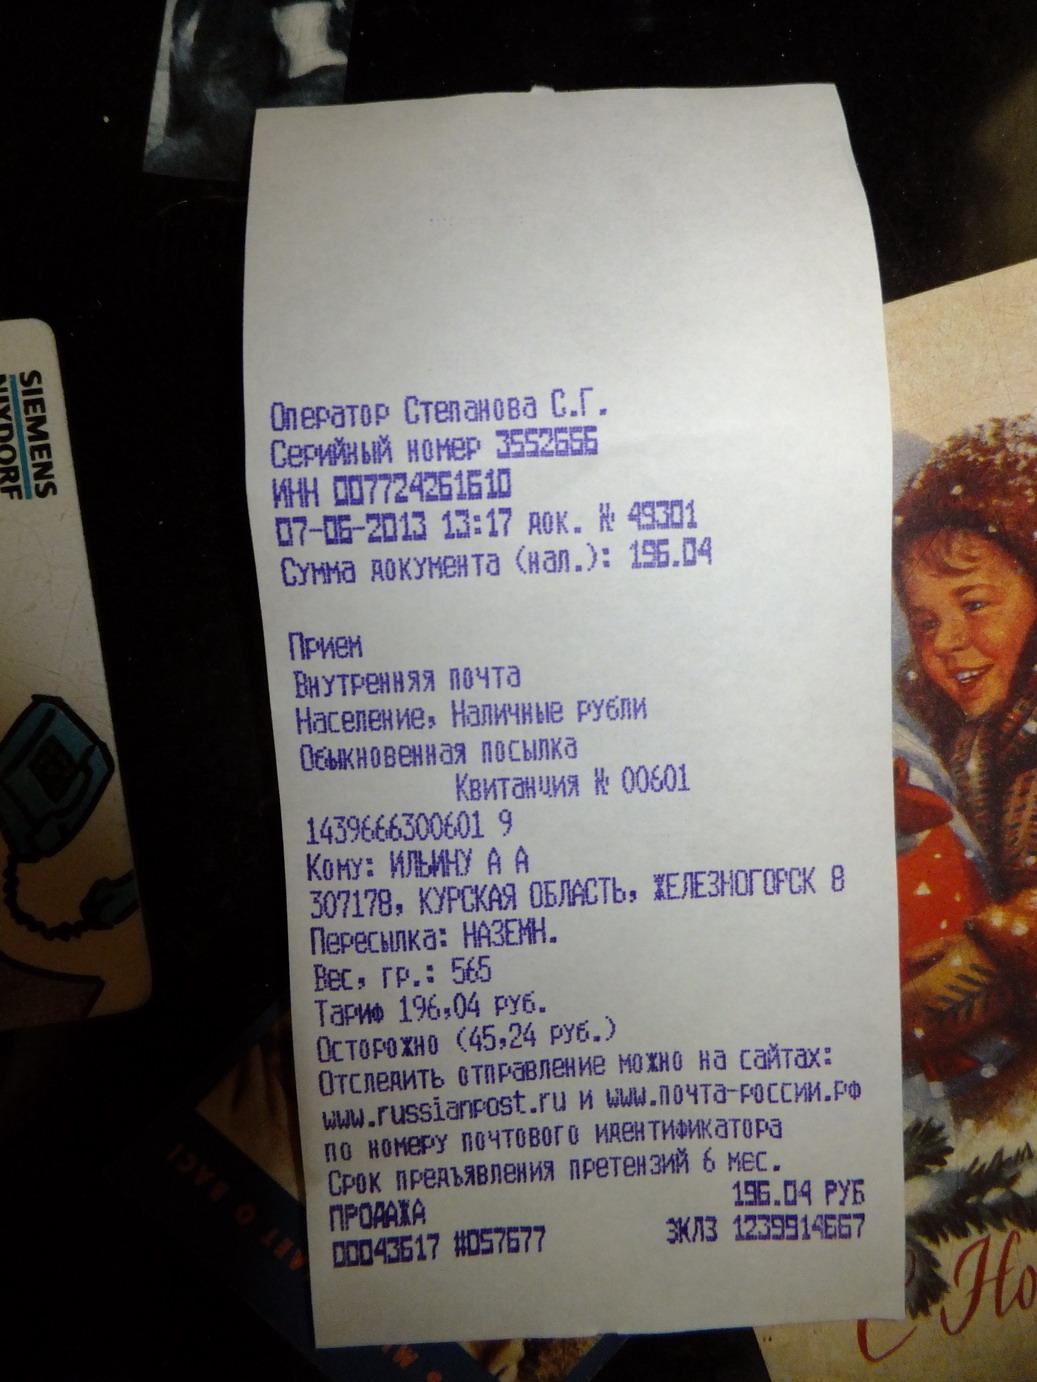 Оператор Степанова С.Г.
Серийный номер 3552666
ИНН 007724261610
07-06-2013 13:17 док. № 49301
Сумма документа (нал.): 196.04
Прием
Внутренняя почта
Население, Наличные рубли
Обыкновенная посылка
Квитанция № 00601
1439666300601 9
Кому: ИЛЬИНУ А А
307178, КУРСКАЯ ОБЛАСТЬ, ЖЕЛЕЗНОГОРСК 8
Пересылка: НАЗЕМН.
Вес, гр.: 565
Тариф 196,04 руб.
Осторожно (45,24 руб.)
Отследить отправление можно на сайтах:
www.russianpost.ru и www.почта-россии.рф
по номеру почтового идентификатора
Срок предъявления претензий 6 мес.
ПРОДАЖА 196.04 РУБ
00043617 #057677 ЭКЛЗ 1239914667
SIEMENS
NIXDORF
С Но